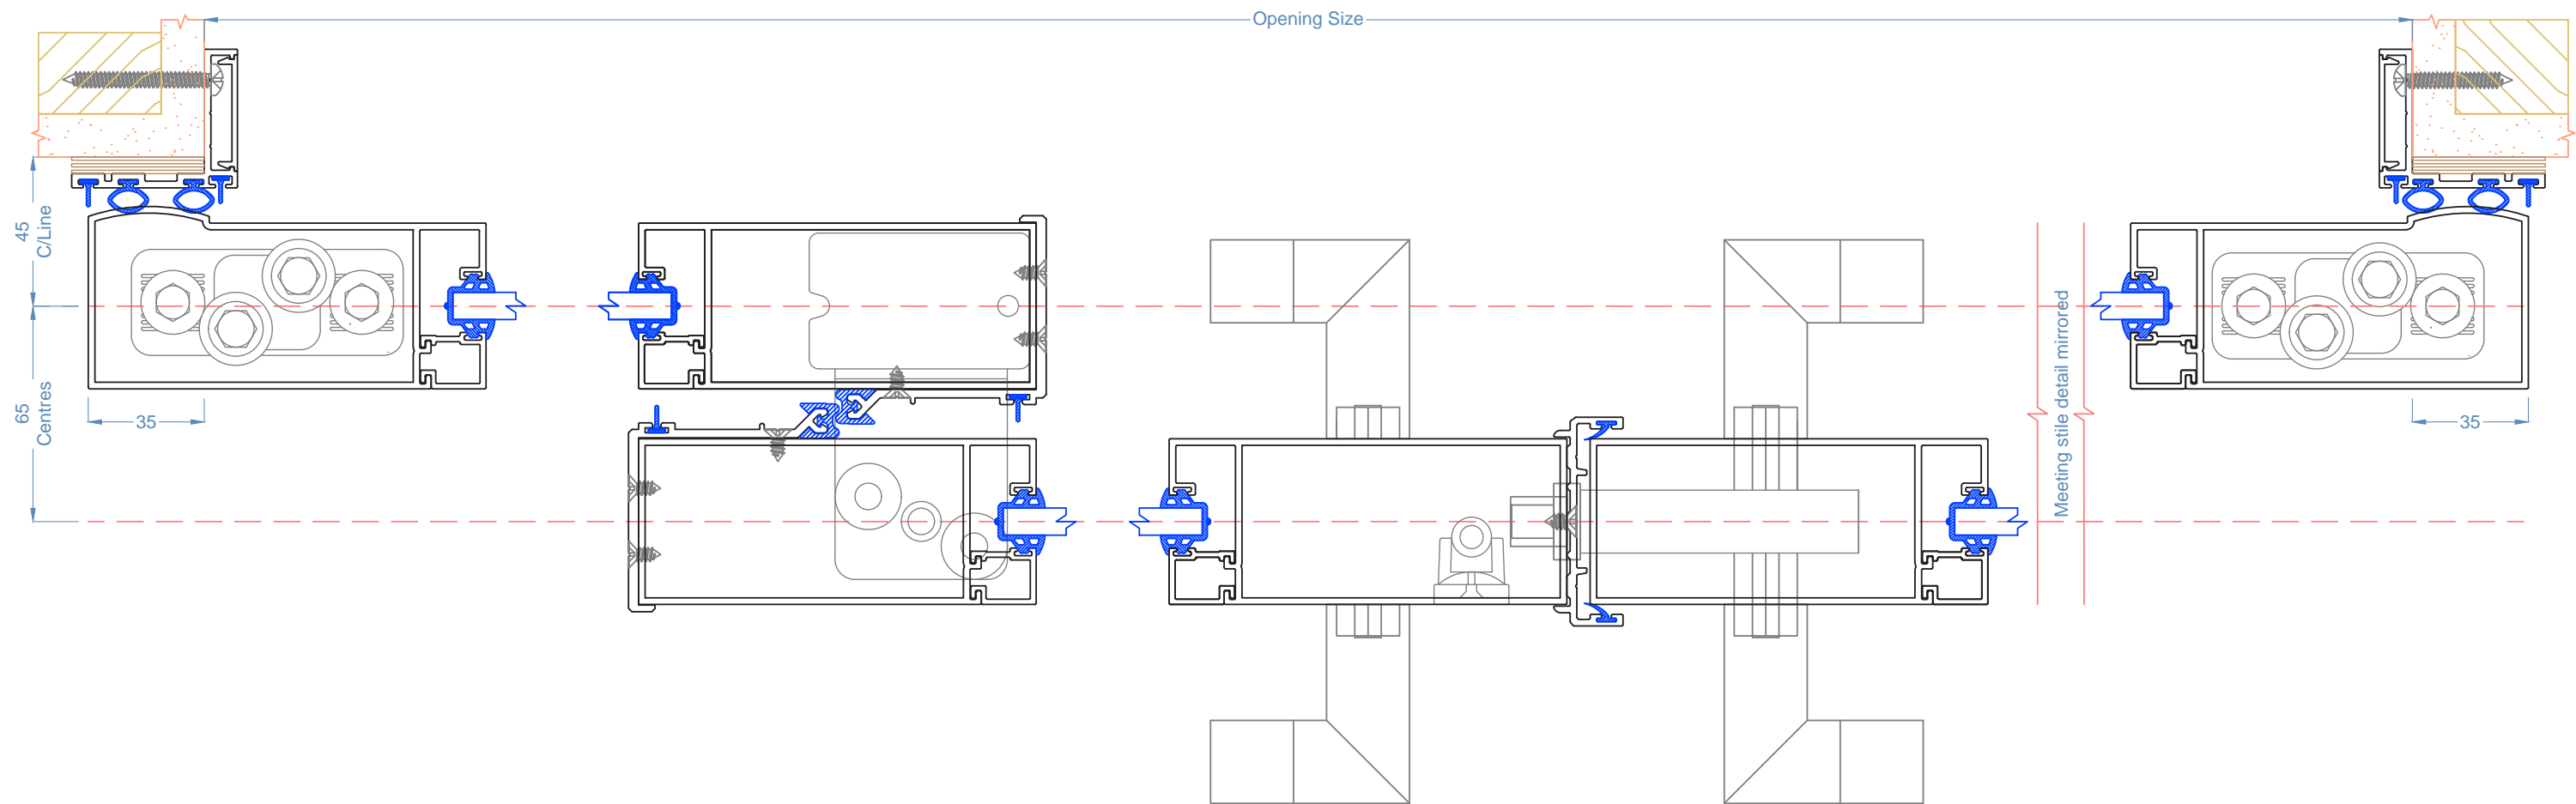 Opening Size
45
C/Line
65
Centres
35
Meeting stile detail mirrored
35